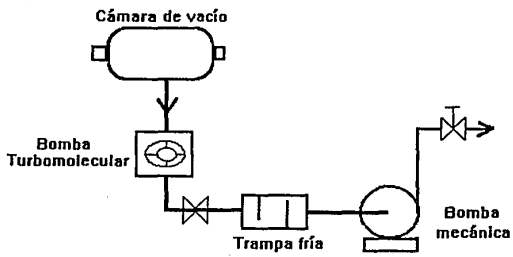 Cámara de vacío
Bomba
Turbomolecular
Trampa fría
Bomba
mecánica